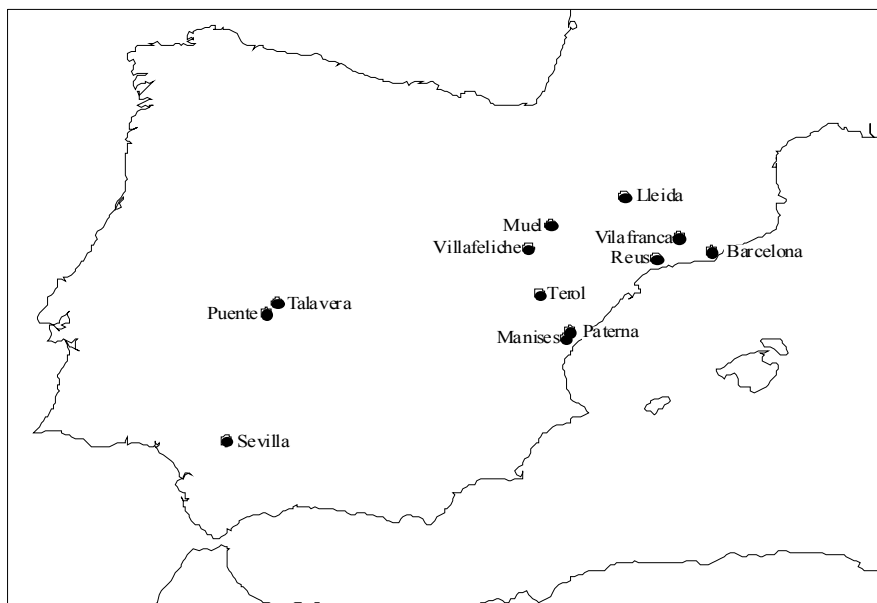 Lleida
Muel
Vilafranca
Villafeliche
Barcelona
Reus
Terol
Talavera
Puente
Paterna
Manises
Sevilla